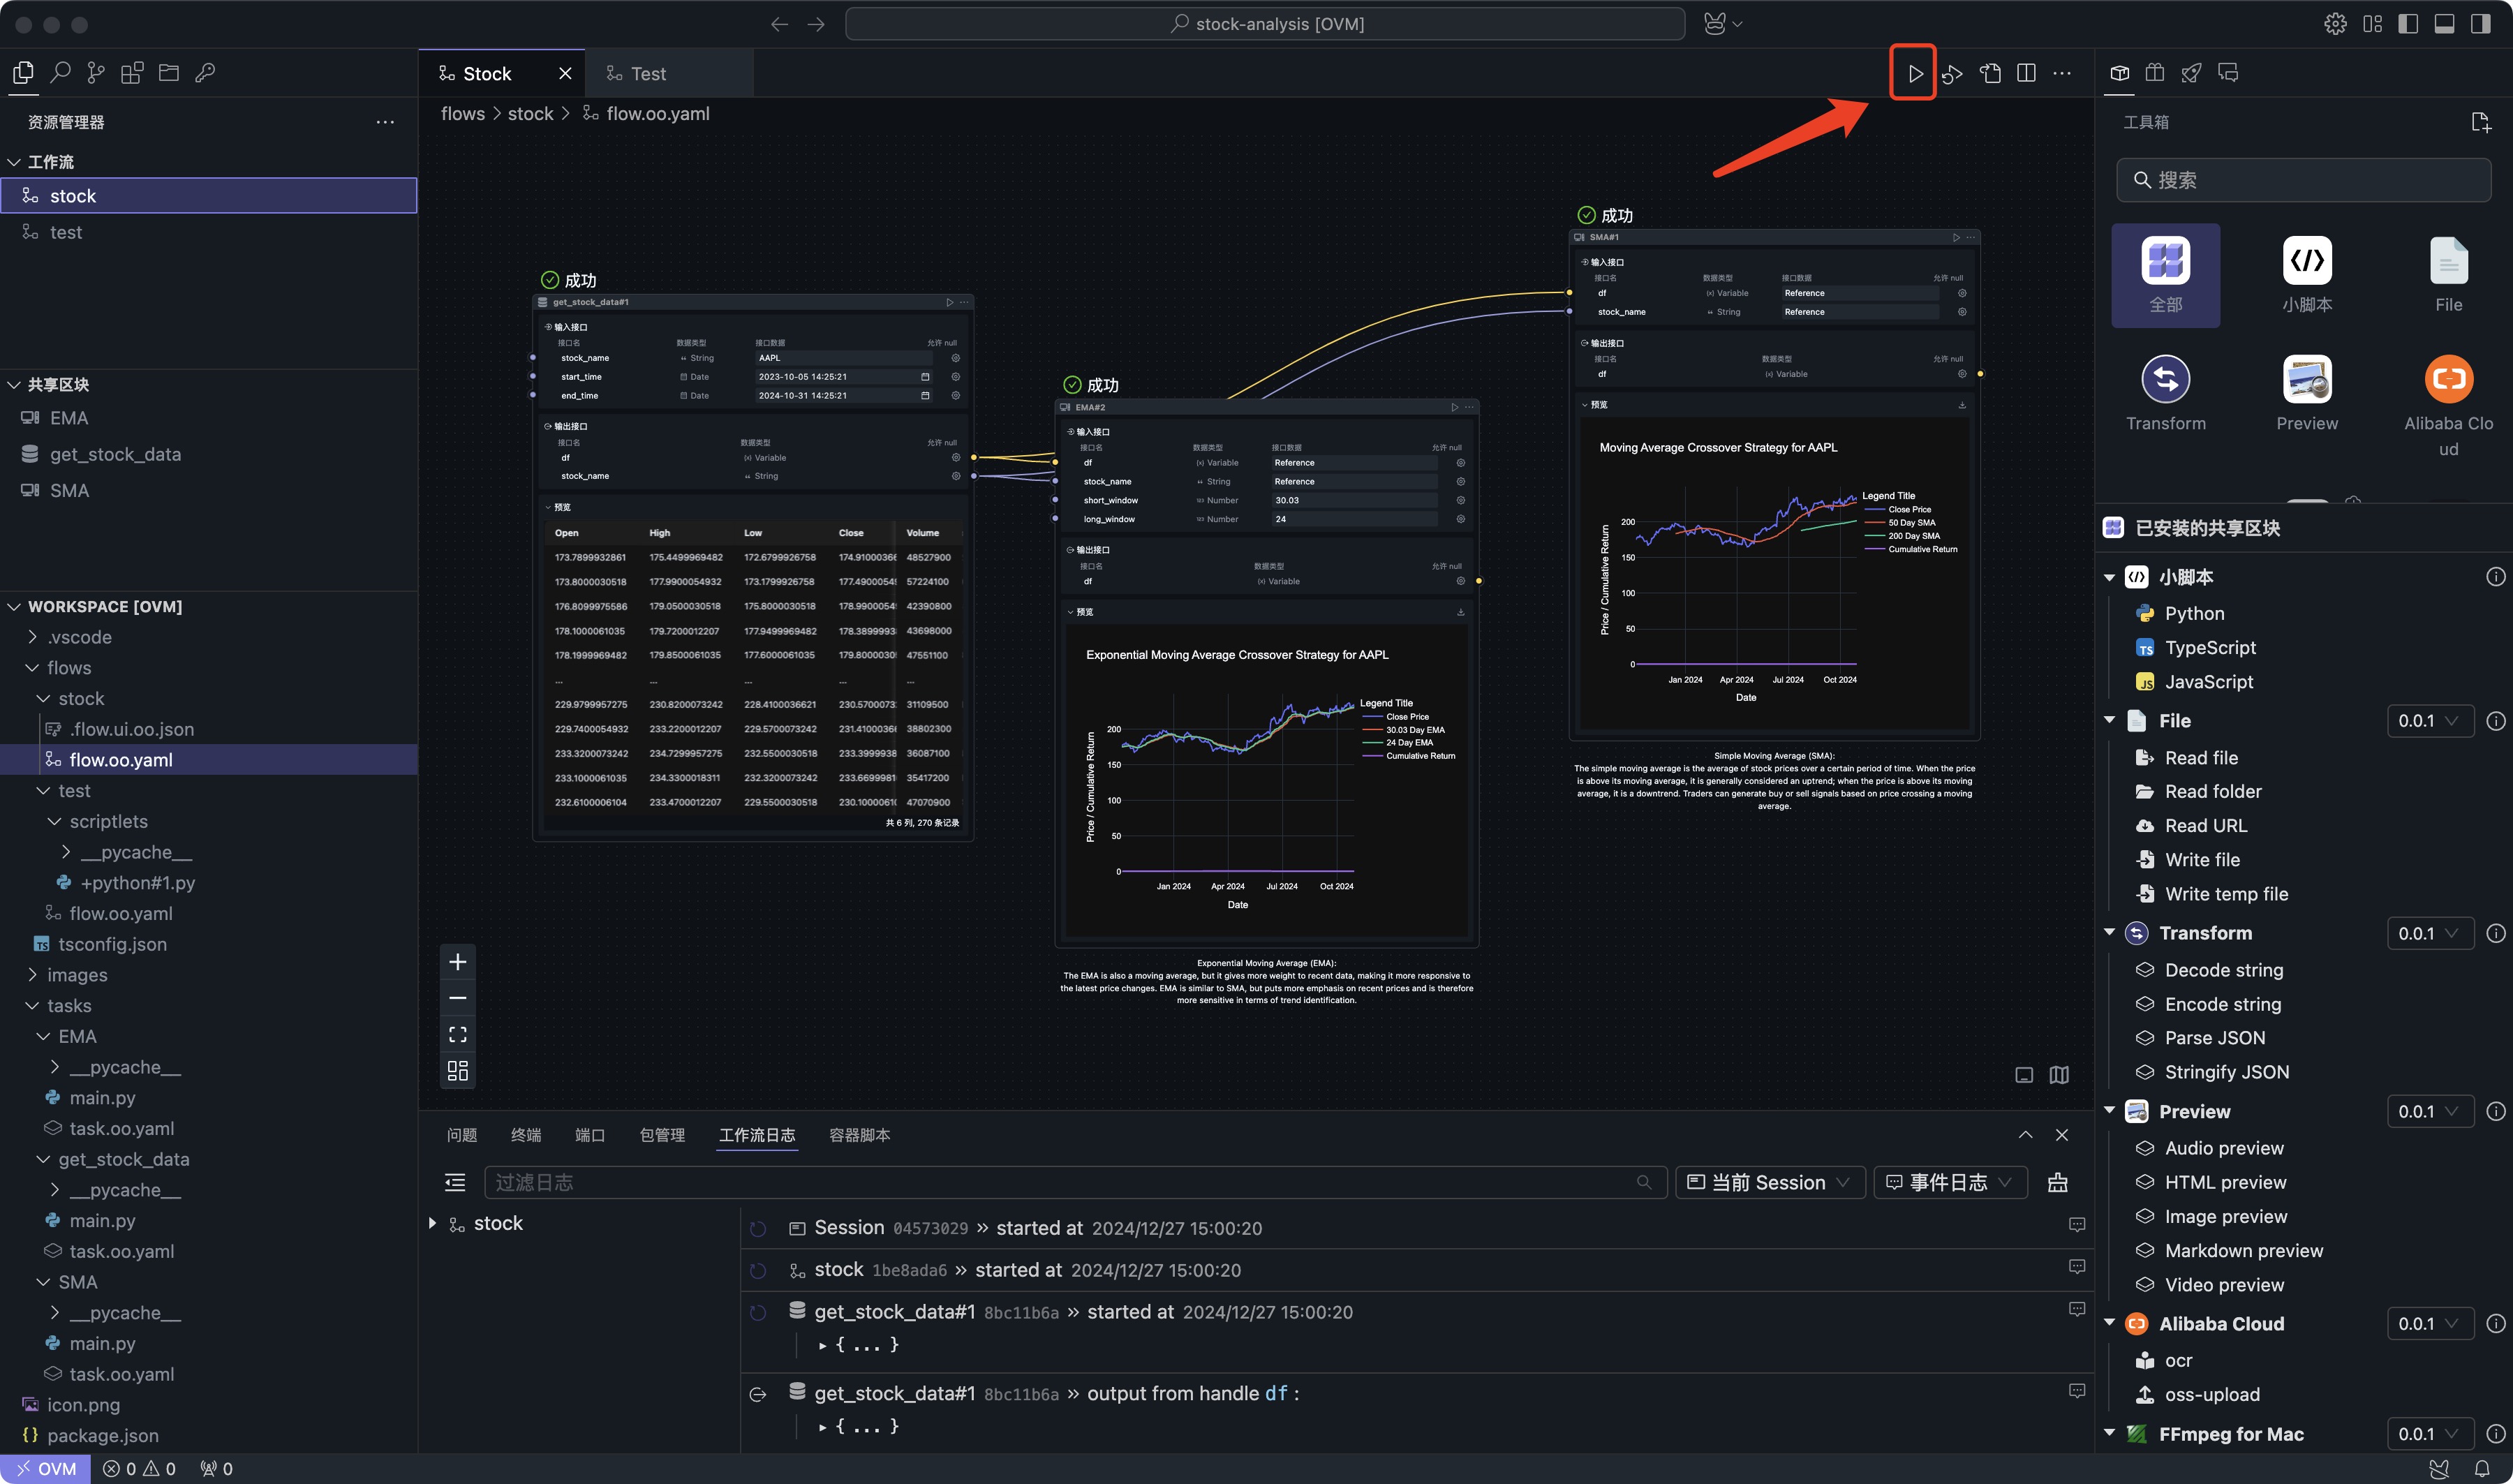 stock-analysis [OVM]
资源管理器
工作流
stock
test
共享区块
EMA
get_stock_data
SMA
WORKSPACE [OVM]
.vscode
flows
stock
.flow.ui.oo.json
flow.oo.yaml
test
scriptlets
__pycache__
+python#1.py
flow.oo.yaml
tsconfig.json
images
tasks
EMA
__pycache__
main.py
task.oo.yaml
get_stock_data
__pycache__
main.py
task.oo.yaml
SMA
__pycache__
main.py
task.oo.yaml
icon.png
package.json
Stock
Test
flows > stock > flow.oo.yaml
成功
get_stock_data#1
输入接口
接口名 数据类型 接口数据 允许 null
stock_name String AAPL
start_time Date 2023-10-05 14:25:21
end_time Date 2024-10-31 14:25:21
输出接口
接口名 数据类型 允许 null
df Variable
stock_name String
预览
Open High Low Close Volume
173.7899932861 175.4499969482 172.6799926758 174.91000366 48527900
173.8000030518 177.9900054932 173.1799926758 177.49000549 57224100
176.8099975586 179.0500030518 175.8000030518 178.99000549 42390800
178.1000061035 179.7200012207 177.9499969482 178.3899993 43698000
178.1999969482 179.8500061035 177.6000061035 179.80000305 47551100
... ... ... ... ...
229.9799957275 230.8200073242 228.4100036621 230.5700073 31109500
229.7400054932 233.2200012207 229.5700073242 231.41000366 38802300
233.3200073242 234.7299957275 232.5500030518 233.3999938 36087100
233.1000061035 234.3300018311 232.3200073242 233.6699981 35417200
232.6100006104 233.4700012207 229.5500030518 230.10000610 47070900
共 6 列, 270 条记录
成功
EMA#2
输入接口
接口名 数据类型 接口数据 允许 null
df Variable Reference
stock_name String Reference
short_window Number 30.03
long_window Number 24
输出接口
接口名 数据类型 允许 null
df Variable
预览
Exponential Moving Average Crossover Strategy for AAPL
Price / Cumulative Return
200
150
100
50
0
Jan 2024 Apr 2024 Jul 2024 Oct 2024
Date
Legend Title
Close Price
30.03 Day EMA
24 Day EMA
Cumulative Return
Exponential Moving Average (EMA):
The EMA is also a moving average, but it gives more weight to recent data, making it more responsive to
the latest price changes. EMA is similar to SMA, but puts more emphasis on recent prices and is therefore
more sensitive in terms of trend identification.
成功
SMA#1
输入接口
接口名 数据类型 接口数据 允许 null
df Variable Reference
stock_name String Reference
输出接口
接口名 数据类型 允许 null
df Variable
预览
Moving Average Crossover Strategy for AAPL
Price / Cumulative Return
200
150
100
50
0
Jan 2024 Apr 2024 Jul 2024 Oct 2024
Date
Legend Title
Close Price
50 Day SMA
200 Day SMA
Cumulative Return
Simple Moving Average (SMA):
The simple moving average is the average of stock prices over a certain period of time. When the price
is above its moving average, it is generally considered an uptrend; when the price is above its moving
average, it is a downtrend. Traders can generate buy or sell signals based on price crossing a moving
average.
问题 终端 端口 包管理 工作流日志 容器脚本
过滤日志
当前 Session
事件日志
stock
Session 04573029 » started at 2024/12/27 15:00:20
stock 1be8ada6 » started at 2024/12/27 15:00:20
get_stock_data#1 8bc11b6a » started at 2024/12/27 15:00:20
{ ... }
get_stock_data#1 8bc11b6a » output from handle df :
{ ... }
工具箱
搜索
全部
小脚本
File
Transform
Preview
Alibaba Clo
ud
已安装的共享区块
小脚本
Python
TypeScript
JavaScript
File 0.0.1
Read file
Read folder
Read URL
Write file
Write temp file
Transform 0.0.1
Decode string
Encode string
Parse JSON
Stringify JSON
Preview 0.0.1
Audio preview
HTML preview
Image preview
Markdown preview
Video preview
Alibaba Cloud 0.0.1
ocr
oss-upload
FFmpeg for Mac 0.0.1
OVM 0 0 0